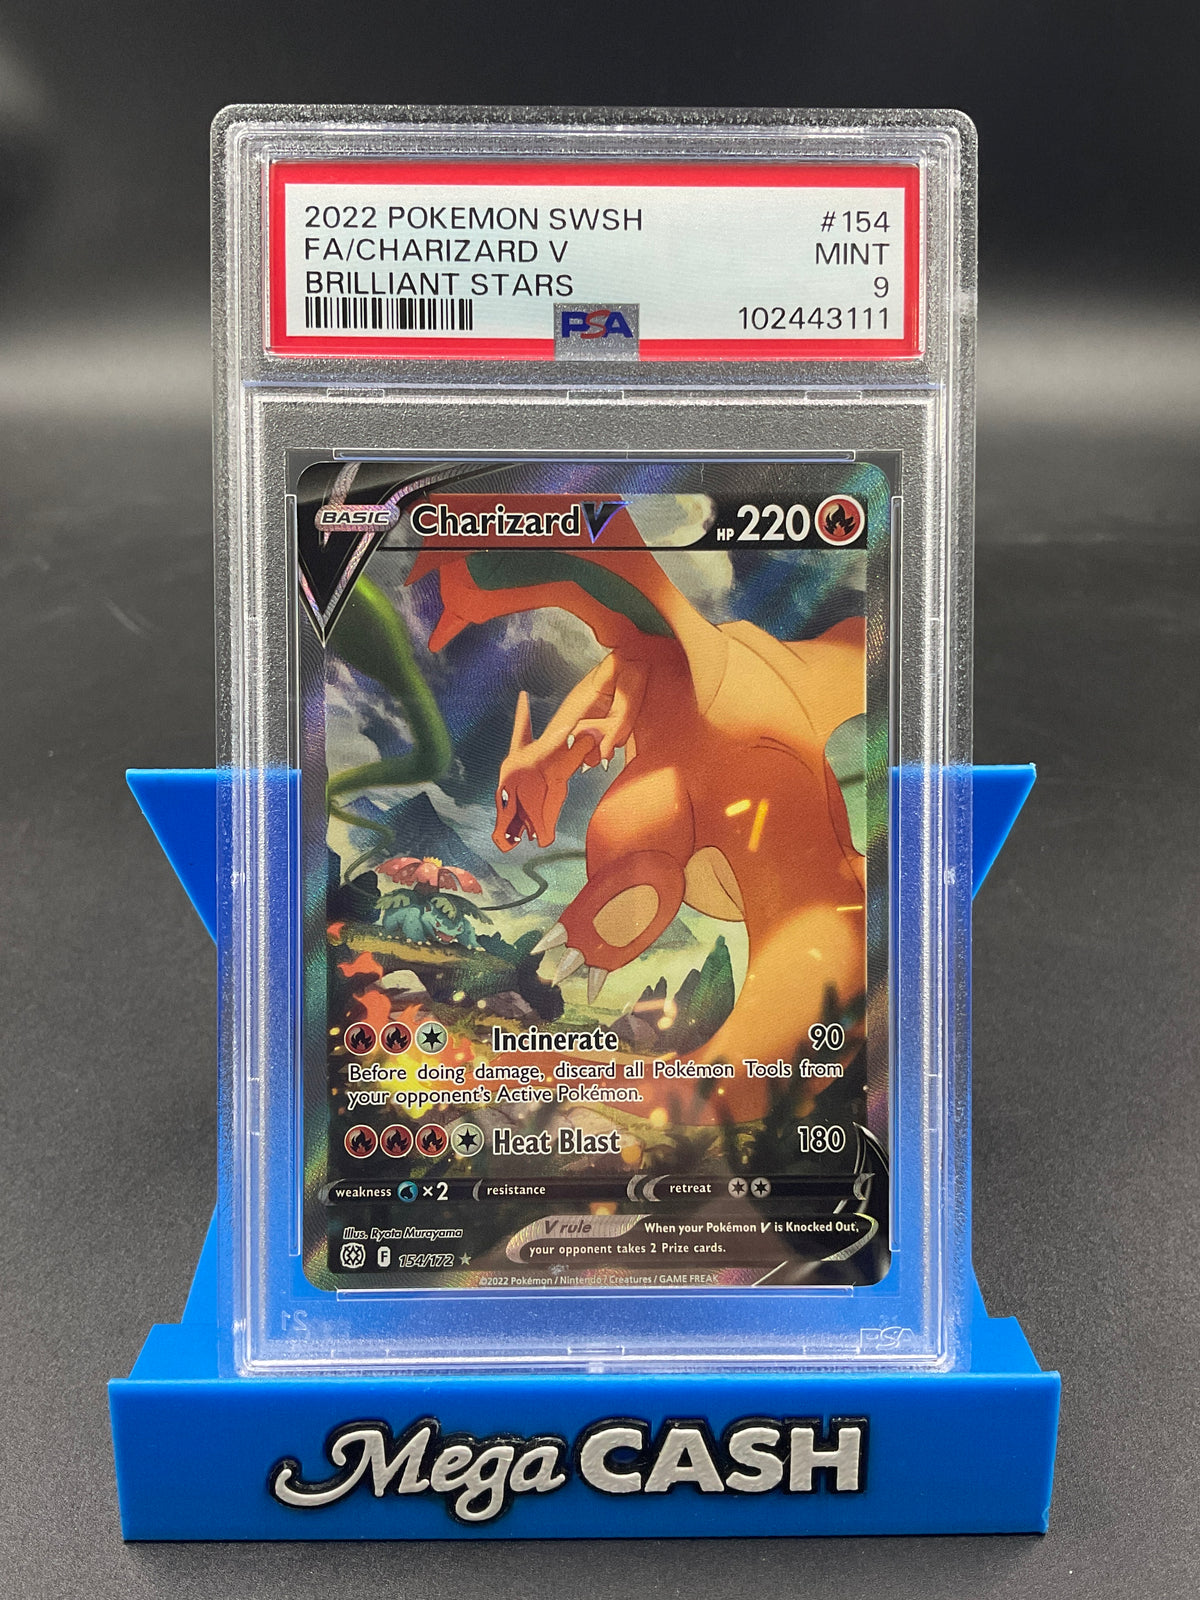 2022 POKEMON SWSH #154
FA/CHARIZARD V MINT
BRILLIANT STARS 9
PSA 102443111
BASIC Charizard V HP 220
Incinerate 90
Before doing damage, discard all Pokémon Tools from
your opponent's Active Pokémon.
Heat Blast 180
weakness ×2 resistance retreat
Illus. Ryota Murayama
V rule When your Pokémon V is Knocked Out,
your opponent takes 2 Prize cards.
F 154/172 ★
©2022 Pokémon / Nintendo / Creatures / GAME FREAK
21 PSA
Mega CASH